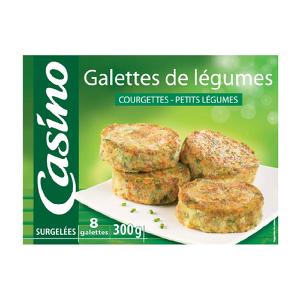 Casino
Galettes de légumes
COURGETTES - PETITS LÉGUMES
SURGELÉES
8
galettes
300g